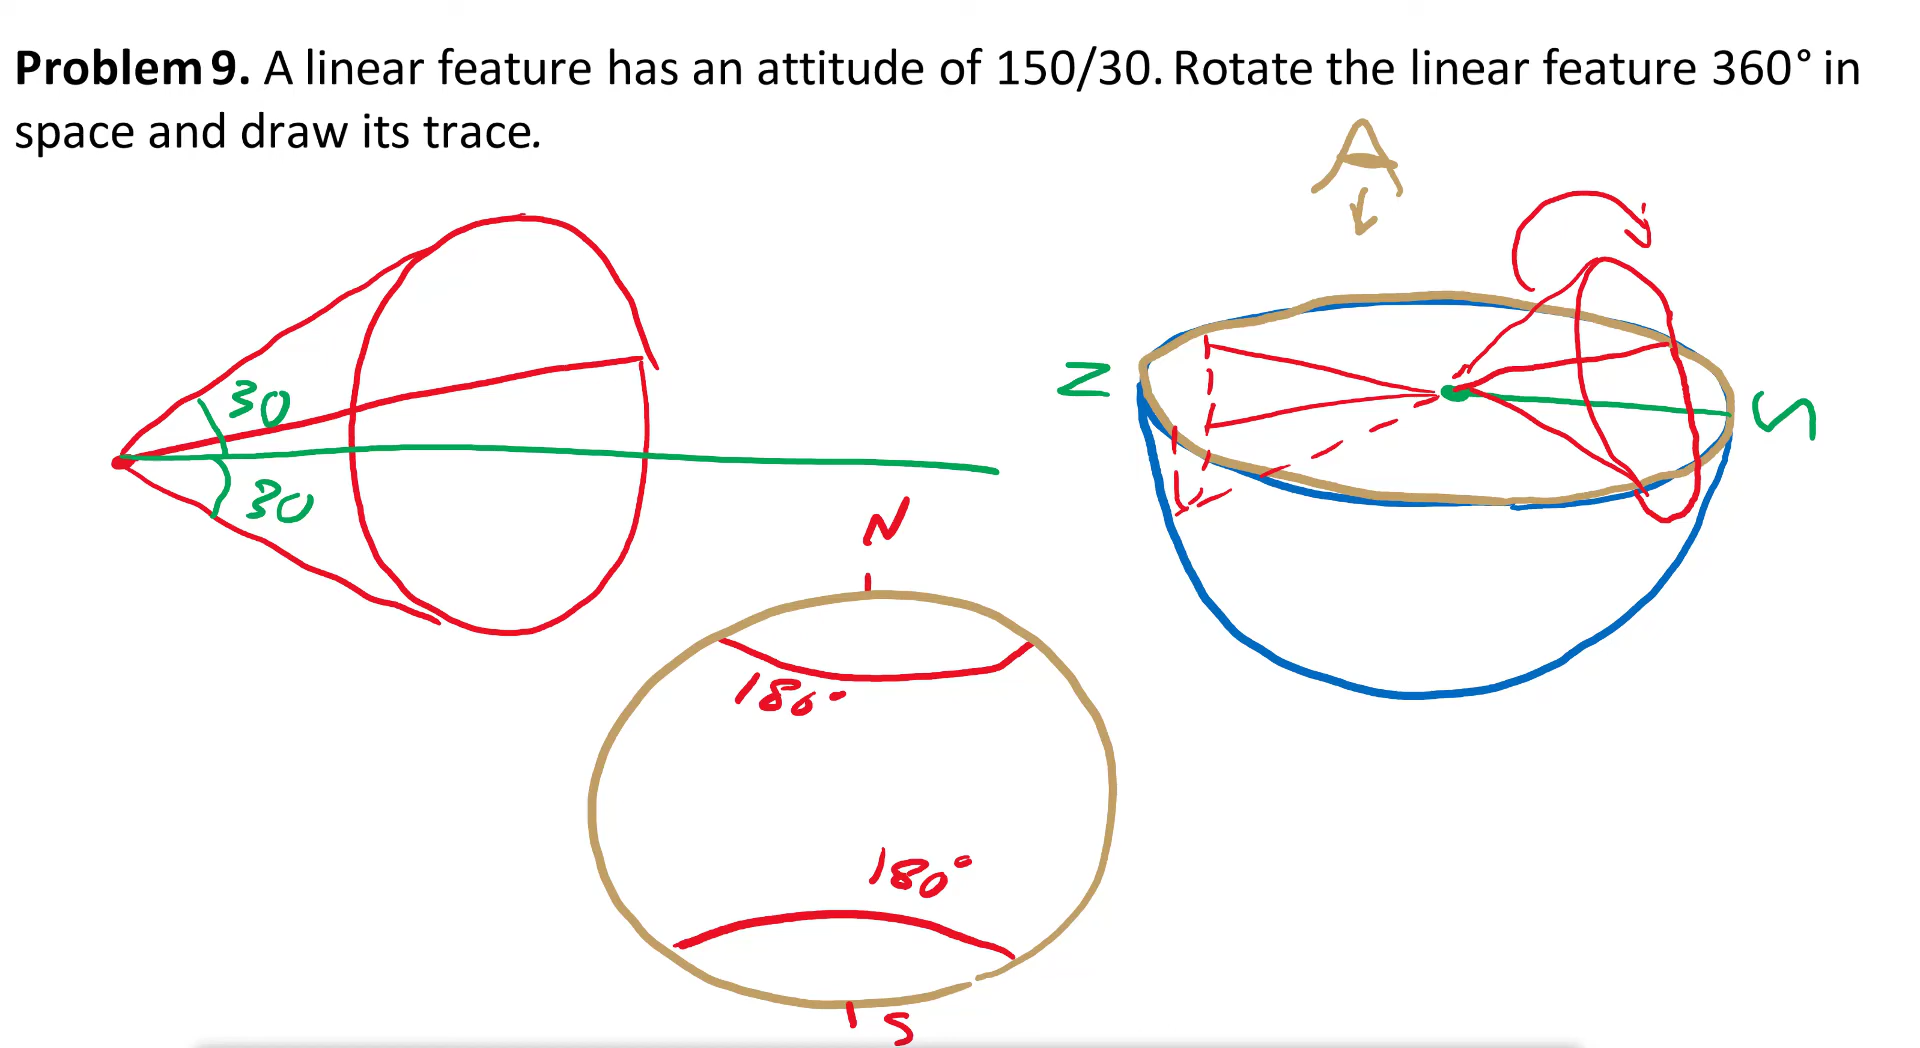 Problem 9. A linear feature has an attitude of 150/30. Rotate the linear feature 360° in
space and draw its trace.
30
30
N
S
N
180°
180°
S